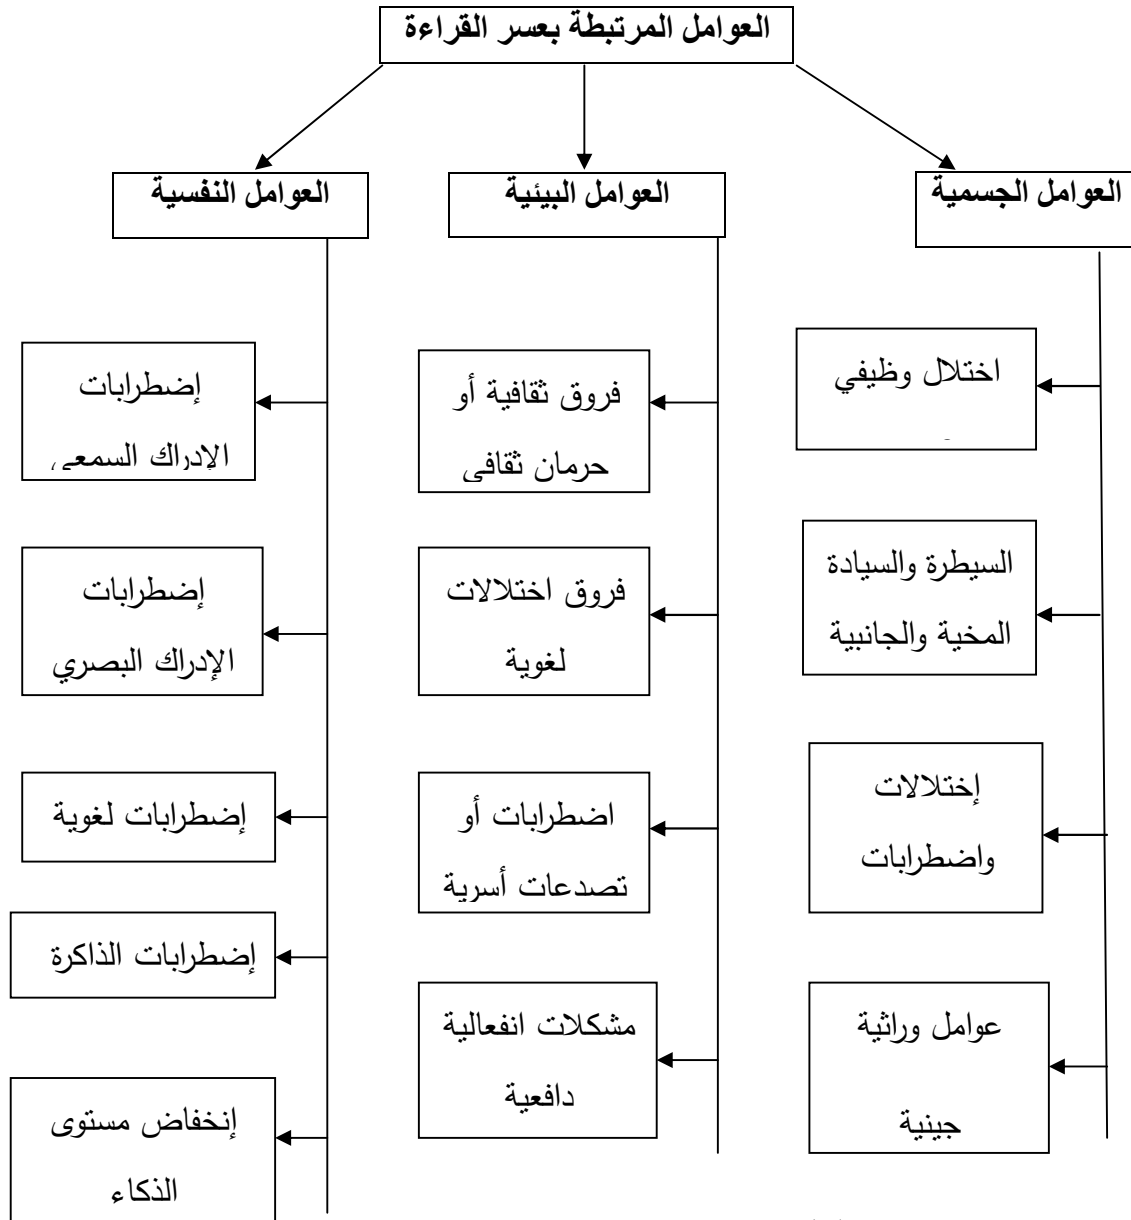 العوامل المرتبطة بعسر القراءة
العوامل الجسمية
اختلال وظيفي
السيطرة والسيادة
المخية والجانبية
إختلالات
واضطرابات
عوامل وراثية
جينية
العوامل البيئية
فروق ثقافية أو
حرمان ثقافي
فروق اختلالات
لغوية
اضطرابات أو
تصدعات أسرية
مشكلات انفعالية
دافعية
العوامل النفسية
إضطرابات
الإدراك السمعي
إضطرابات
الإدراك البصري
إضطرابات لغوية
إضطرابات الذاكرة
إنخفاض مستوى
الذكاء